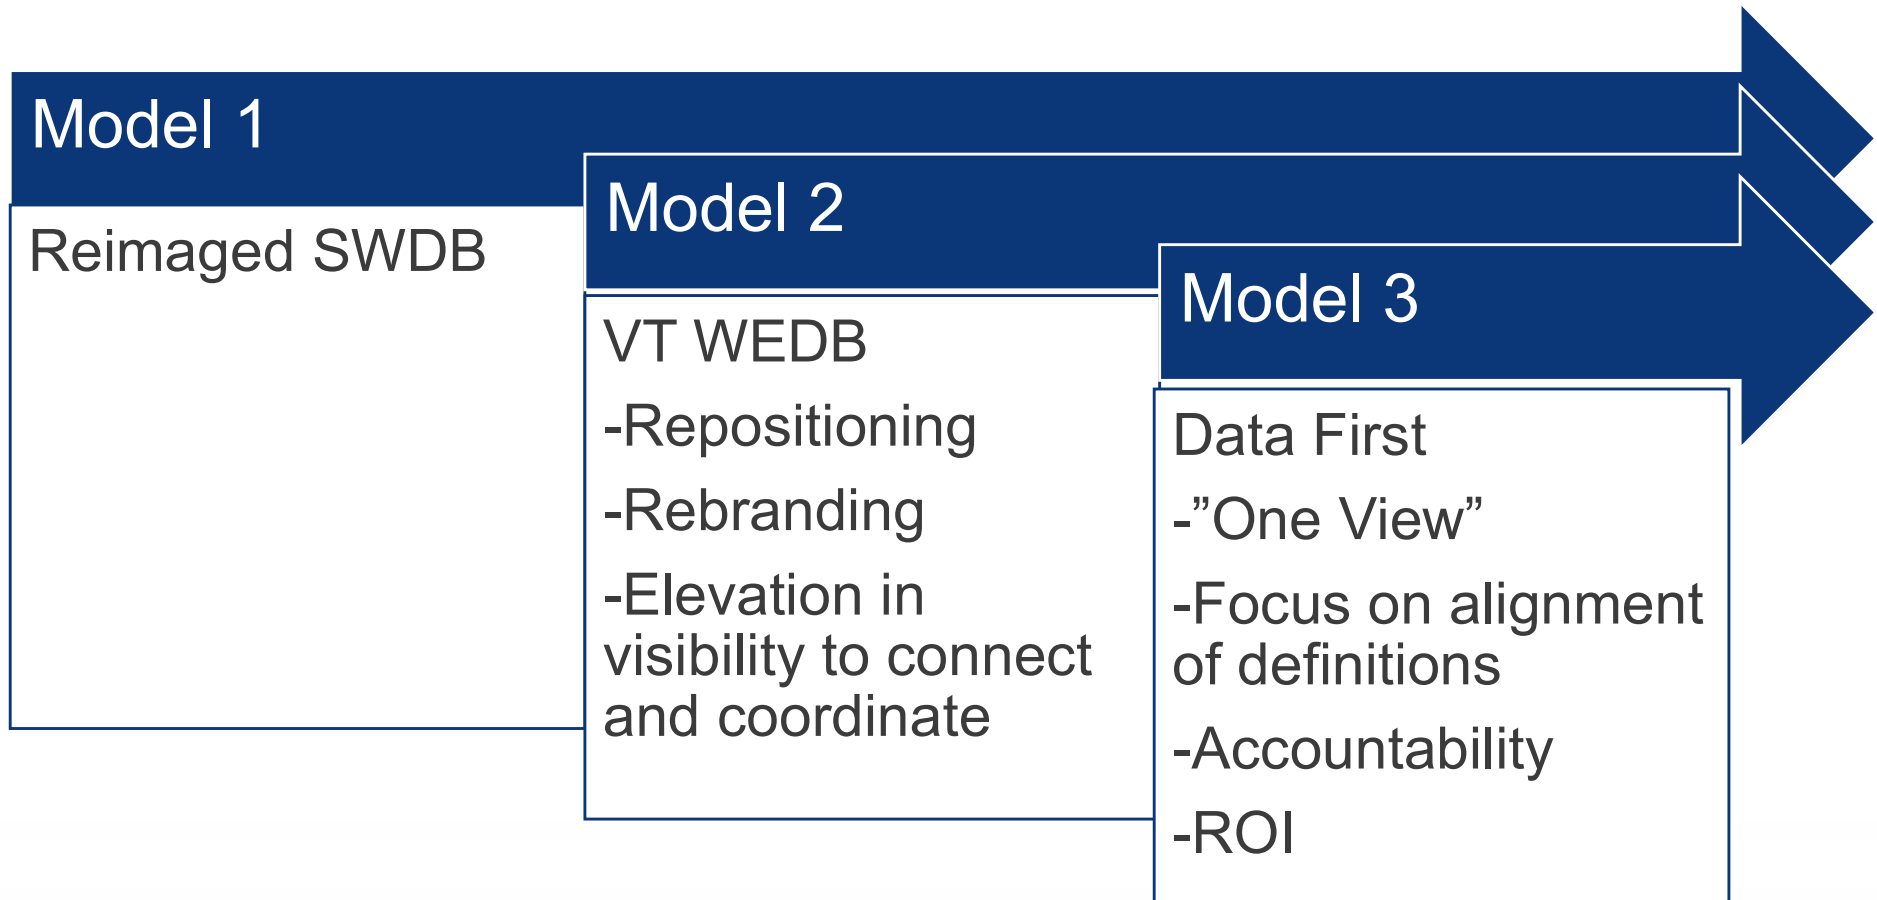 Model 1
Reimaged SWDB
Model 2
VT WEDB
-Repositioning
-Rebranding
-Elevation in
visibility to connect
and coordinate
Model 3
Data First
-”One View”
-Focus on alignment
of definitions
-Accountability
-ROI